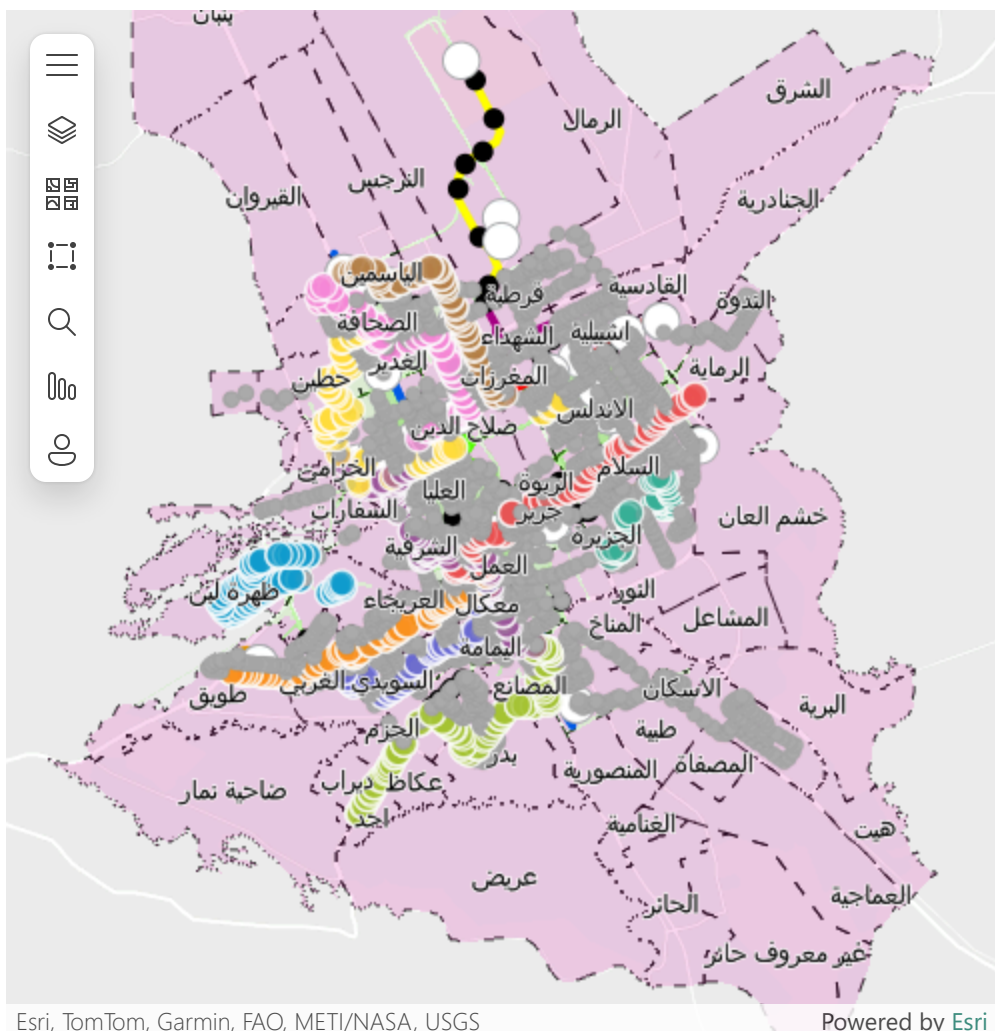 بنبان
الشرق
الرمال
النرجس
القيروان
الجنادرية
الياسمين
القادسية
قرطبة
الندوة
الصحافة
الشهداء
اشبيلية
الغدير
حطين
المغرزات
الرماية
الاندلس
صلاح الدين
الخزامى
السلام
العليا
الربوة
السفارات
جرير
خشم العان
الجزيرة
الشرقية
العمل
ظهرة لبن
العريجاء
معكال
النور
المناخ
المشاعل
اليمامة
السويدي الغربي
المصانع
طويق
الاسكان
البرية
الحزم
طيبة
بدر
المنصورية
المصفاة
ضاحية نمار
ديراب
عكاظ
احد
الغنامية
هيت
عريض
الحائر
العماجية
غير معروف حائر
Esri, TomTom, Garmin, FAO, METI/NASA, USGS
Powered by Esri